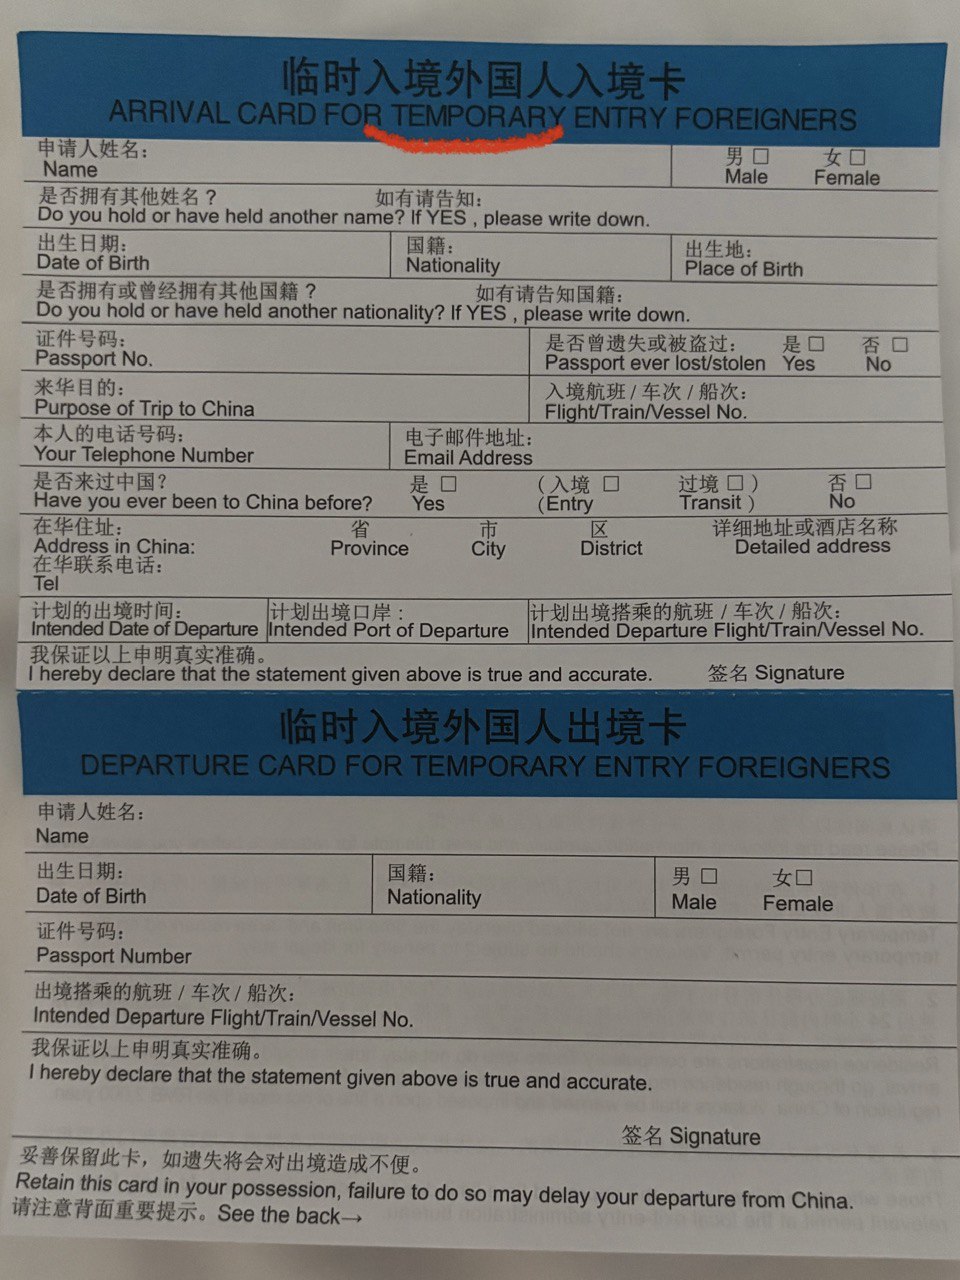 临时入境外国人入境卡
ARRIVAL CARD FOR TEMPORARY ENTRY FOREIGNERS
申请人姓名： 男 □ 女 □
Name Male Female
是否拥有其他姓名？ 如有请告知：
Do you hold or have held another name? If YES , please write down.
出生日期： 国籍： 出生地：
Date of Birth Nationality Place of Birth
是否拥有或曾经拥有其他国籍？ 如有请告知国籍：
Do you hold or have held another nationality? If YES , please write down.
证件号码： 是否曾遗失或被盗过： 是 □ 否 □
Passport No. Passport ever lost/stolen Yes No
来华目的： 入境航班 / 车次 / 船次：
Purpose of Trip to China Flight/Train/Vessel No.
本人的电话号码： 电子邮件地址：
Your Telephone Number Email Address
是否来过中国？ 是 □ （入境 □ 过境 □ ） 否 □
Have you ever been to China before? Yes (Entry Transit ) No
在华住址： 省 市 区 详细地址或酒店名称
Address in China: Province City District Detailed address
在华联系电话：
Tel
计划的出境时间： 计划出境口岸 : 计划出境搭乘的航班 / 车次 / 船次：
Intended Date of Departure Intended Port of Departure Intended Departure Flight/Train/Vessel No.
我保证以上申明真实准确。
I hereby declare that the statement given above is true and accurate. 签名 Signature
临时入境外国人出境卡
DEPARTURE CARD FOR TEMPORARY ENTRY FOREIGNERS
申请人姓名：
Name
出生日期： 国籍： 男 □ 女□
Date of Birth Nationality Male Female
证件号码：
Passport Number
出境搭乘的航班 / 车次 / 船次：
Intended Departure Flight/Train/Vessel No.
我保证以上申明真实准确。
I hereby declare that the statement given above is true and accurate.
签名 Signature
妥善保留此卡，如遗失将会对出境造成不便。
Retain this card in your possession, failure to do so may delay your departure from China.
请注意背面重要提示。See the back→